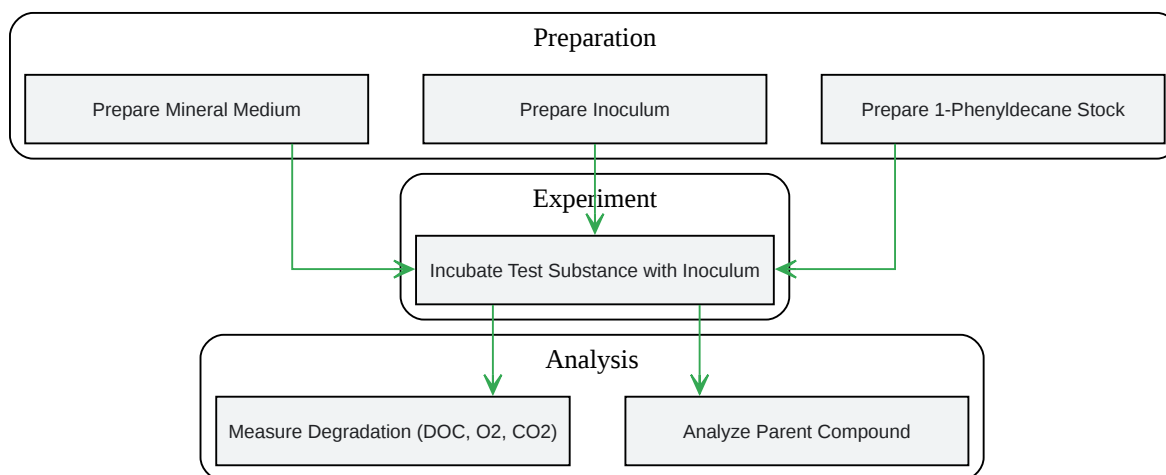 Preparation
Prepare Mineral Medium
Prepare Inoculum
Prepare 1-Phenyldecane Stock
Experiment
Incubate Test Substance with Inoculum
Analysis
Measure Degradation (DOC, O2, CO2)
Analyze Parent Compound